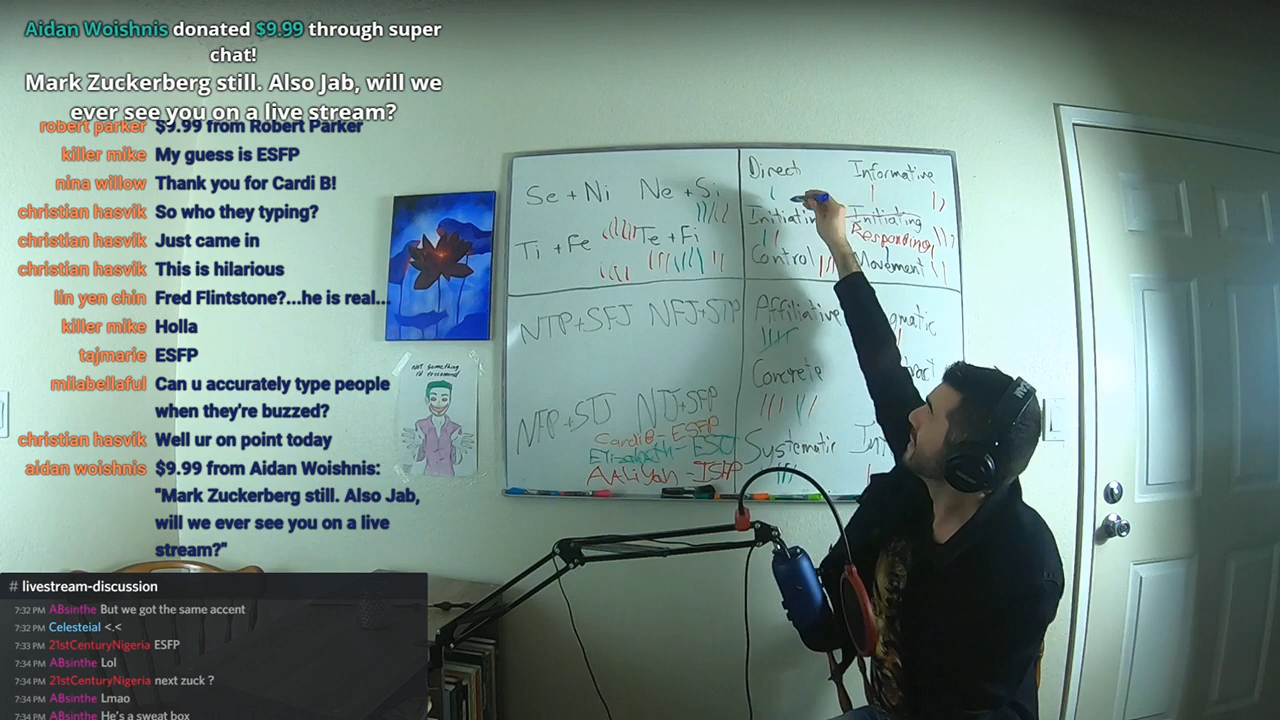 Aidan Woishnis donated $9.99 through super
chat!
Mark Zuckerberg still. Also Jab, will we
ever see you on a live stream?
robert parker $9.99 from Robert Parker
killer mike My guess is ESFP
nina willow Thank you for Cardi B!
christian hasvik So who they typing?
christian hasvik Just came in
christian hasvik This is hilarious
lin yen chin Fred Flintstone?...he is real...
killer mike Holla
tajmarie ESFP
milabellaful Can u accurately type people
when they're buzzed?
christian hasvik Well ur on point today
aidan woishnis $9.99 from Aidan Woishnis:
"Mark Zuckerberg still. Also Jab,
will we ever see you on a live
stream?"
# livestream-discussion
7:32 PM ABsinthe But we got the same accent
7:32 PM Celesteial <.<
7:33 PM 21stCenturyNigeria ESFP
7:34 PM ABsinthe Lol
7:34 PM 21stCenturyNigeria next zuck ?
7:34 PM ABsinthe Lmao
7:34 PM ABsinthe He's a sweat box
NOT something
Se + Ni Ne + Si
Ti + Fe Te + Fi
NTP+SFJ NFJ+STP
NFP+STJ NTJ+SFP
CardiB- ESFP
Elizabeth- 
AALiyah - ISFP
Direct Informative
Initiating
Responding
Control Movement
Affiliative
Concrete
Systematic